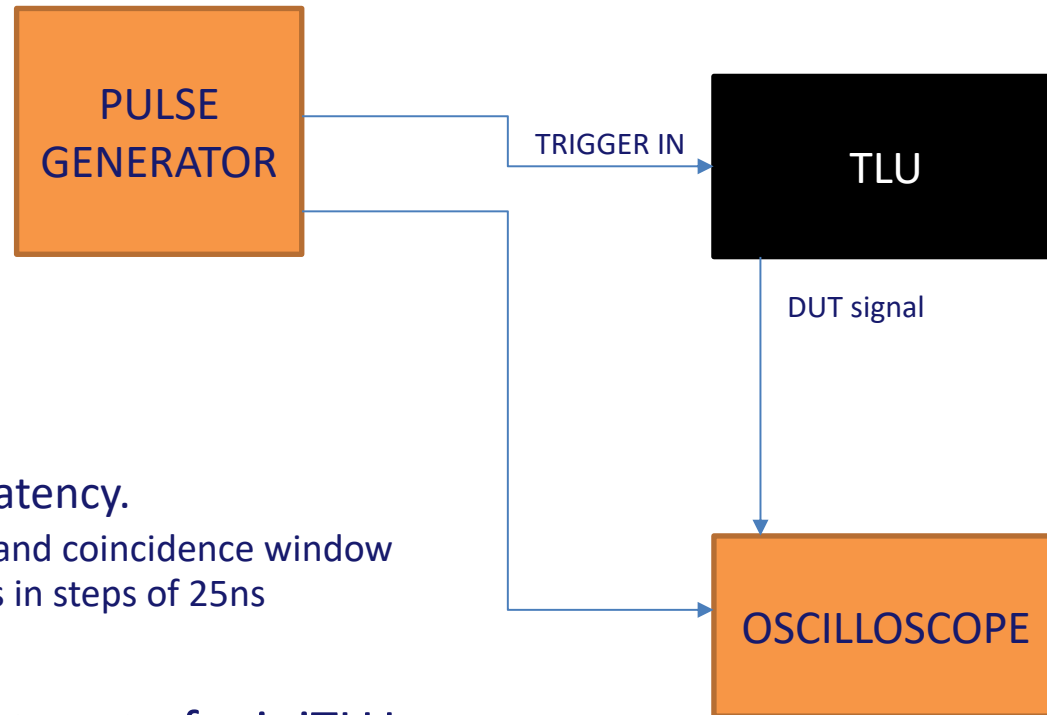 PULSE
GENERATOR
TRIGGER IN
TLU
DUT signal
atency.
and coincidence window
s in steps of 25ns
OSCILLOSCOPE